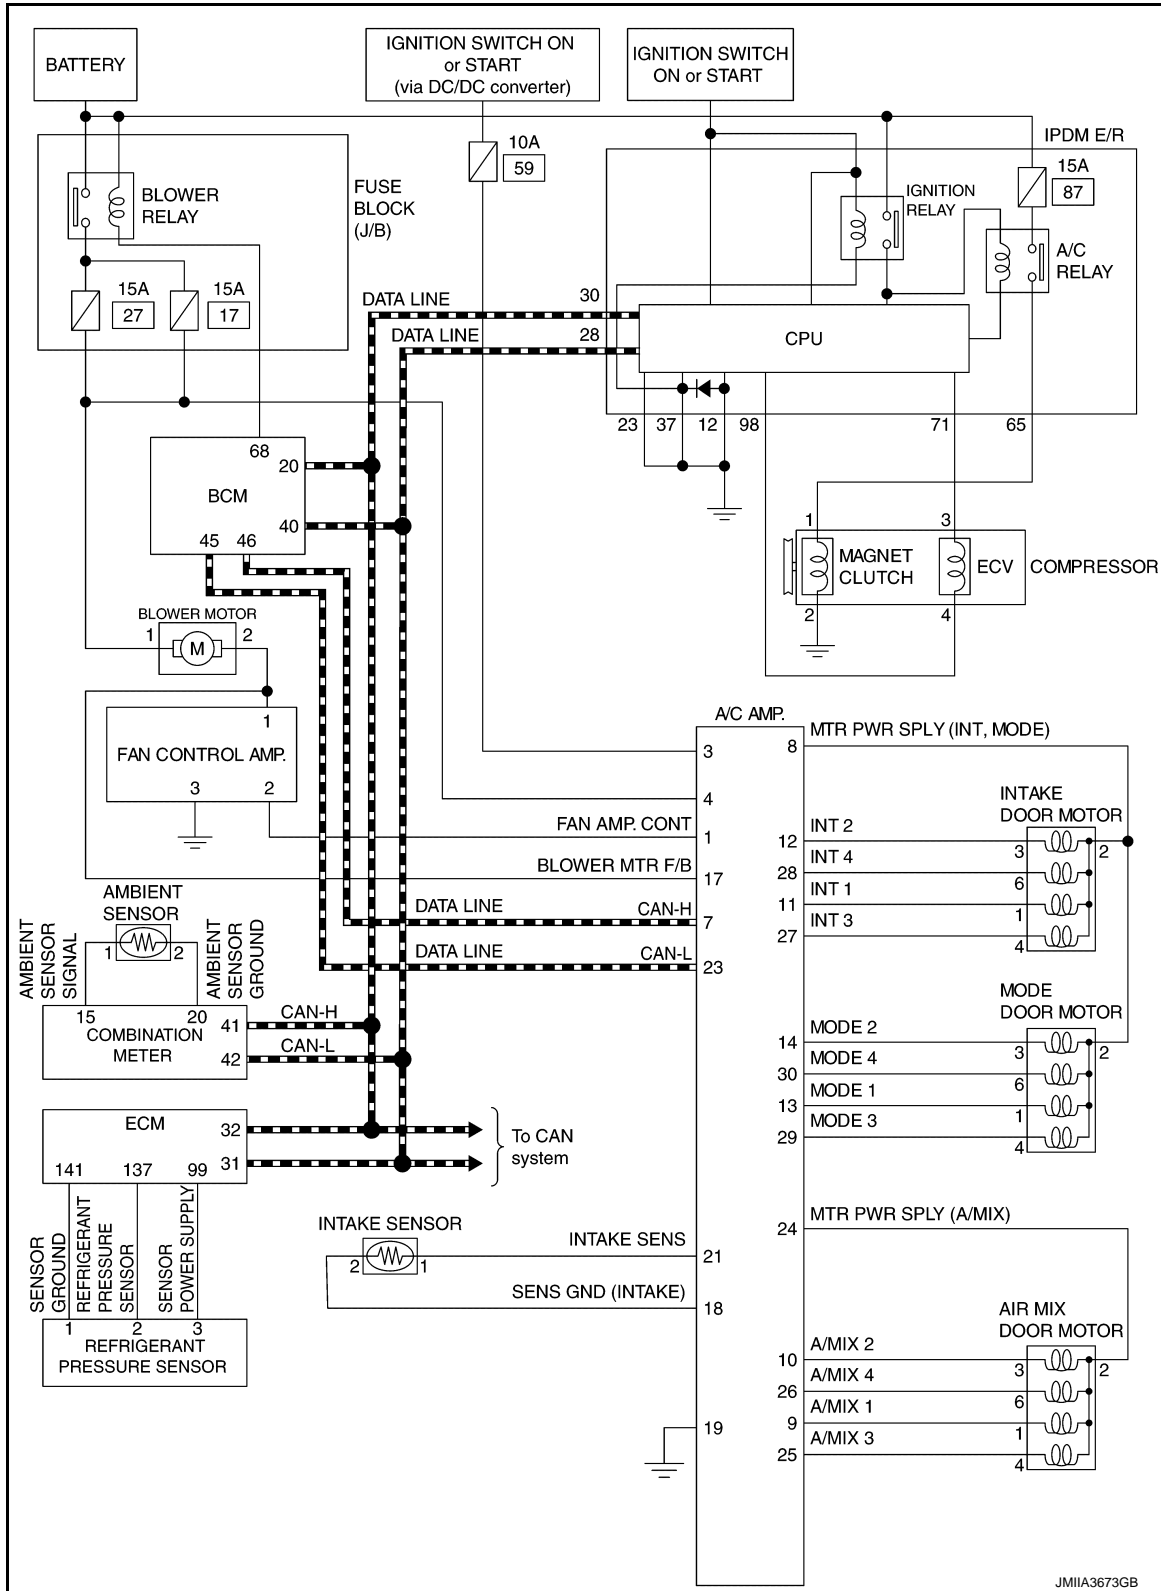 BATTERY
IGNITION SWITCH ON
or START
(via DC/DC converter)
IGNITION SWITCH
ON or START
10A
59
IPDM E/R
15A
87
BLOWER
RELAY
FUSE
BLOCK
(J/B)
IGNITION
RELAY
A/C
RELAY
15A
27
15A
17
DATA LINE
30
DATA LINE
28
CPU
23
37
12
98
71
65
68
20
BCM
40
45
46
1
3
MAGNET
CLUTCH
ECV
COMPRESSOR
2
4
BLOWER MOTOR
1
M
2
1
FAN CONTROL AMP.
3
2
A/C AMP.
3
4
FAN AMP. CONT
1
BLOWER MTR F/B
17
DATA LINE
CAN-H
7
DATA LINE
CAN-L
23
8
MTR PWR SPLY (INT, MODE)
INTAKE
DOOR MOTOR
12
INT 2
3
2
28
INT 4
6
11
INT 1
1
27
INT 3
4
AMBIENT
SENSOR
1
2
AMBIENT
SENSOR
SIGNAL
AMBIENT
SENSOR
GROUND
15
20
COMBINATION
METER
41
CAN-H
42
CAN-L
MODE
DOOR MOTOR
14
MODE 2
3
2
30
MODE 4
6
13
MODE 1
1
29
MODE 3
4
ECM
32
31
141
137
99
To CAN
system
SENSOR
GROUND
REFRIGERANT
PRESSURE
SENSOR
SENSOR
POWER SUPPLY
1
2
3
REFRIGERANT
PRESSURE SENSOR
INTAKE SENSOR
2
1
INTAKE SENS
21
SENS GND (INTAKE)
18
19
24
MTR PWR SPLY (A/MIX)
AIR MIX
DOOR MOTOR
10
A/MIX 2
3
2
26
A/MIX 4
6
9
A/MIX 1
1
25
A/MIX 3
4
JMIIA3673GB